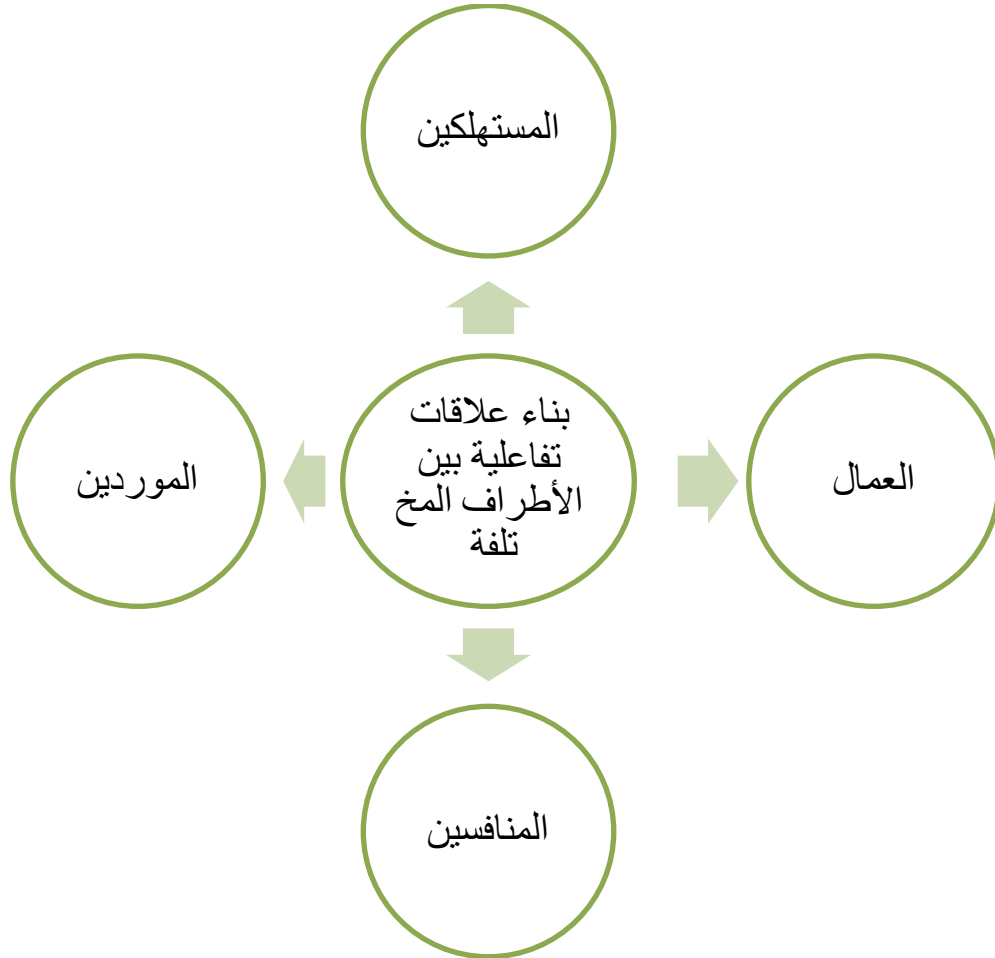 المستهلكين
بناء علاقات
تفاعلية بين
الأطراف المخ
تلفة
العمال
الموردين
المنافسين